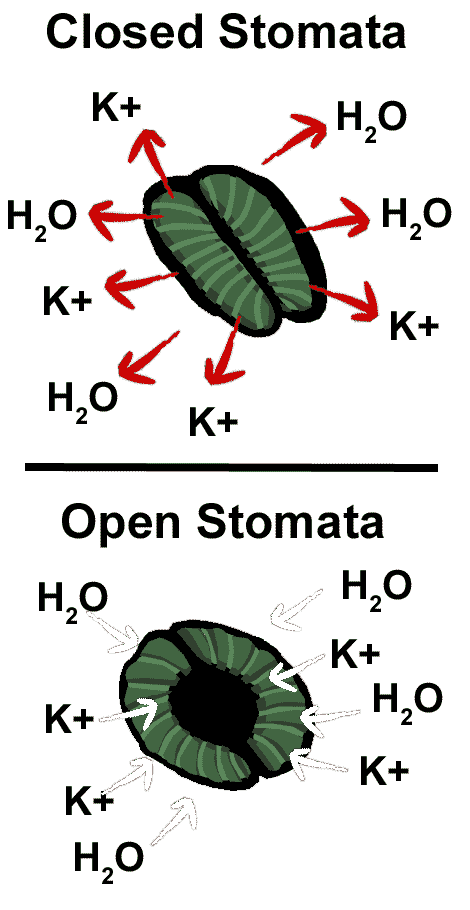 Closed Stomata
K+
H₂O
H₂O
H₂O
K+
K+
H₂O
K+
Open Stomata
H₂O
H₂O
K+
H₂O
K+
K+
K+
H₂O